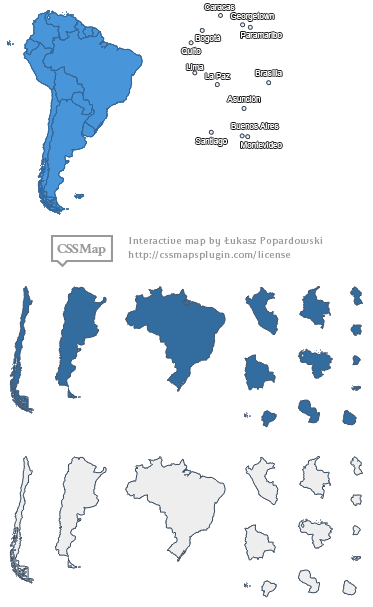 Caracas
Georgetown
Paramaribo
Bogotá
Quito
Lima
La Paz
Brasília
Asunción
Buenos Aires
Santiago
Montevideo
CSSMap
Interactive map by Łukasz Popardowski
http://cssmapsplugin.com/license